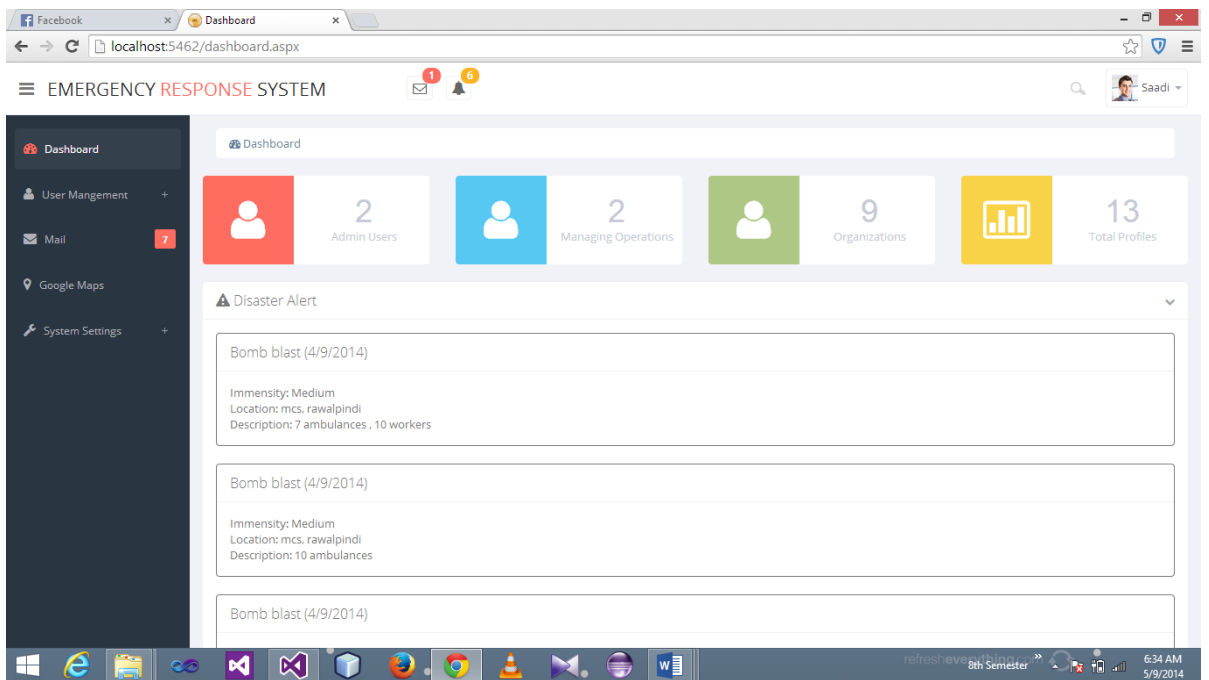 Facebook
Dashboard
localhost:5462/dashboard.aspx
EMERGENCY RESPONSE SYSTEM
1
6
Saadi
Dashboard
User Mangement +
Mail 7
Google Maps
System Settings +
Dashboard
2
Admin Users
2
Managing Operations
9
Organizations
13
Total Profiles
Disaster Alert
Bomb blast (4/9/2014)
Immensity: Medium
Location: mcs, rawalpindi
Description: 7 ambulances , 10 workers
Bomb blast (4/9/2014)
Immensity: Medium
Location: mcs, rawalpindi
Description: 10 ambulances
Bomb blast (4/9/2014)
8th Semester
6:34 AM
5/9/2014